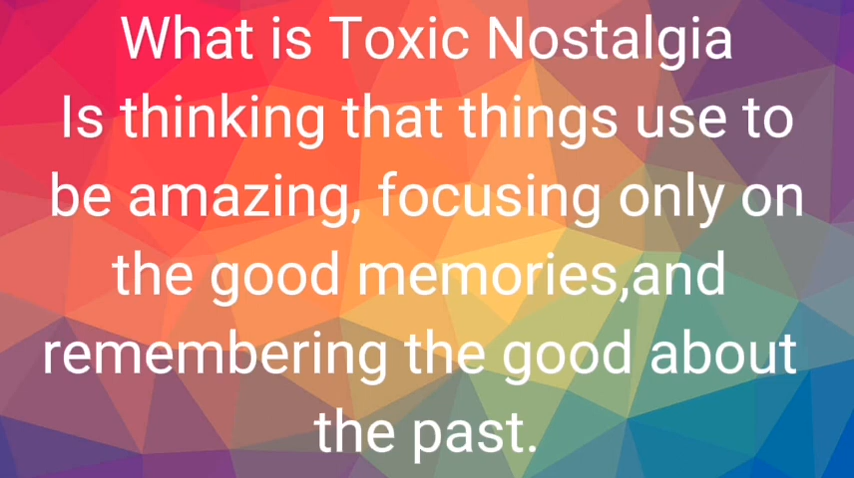 What is Toxic Nostalgia
Is thinking that things use to
be amazing, focusing only on
the good memories,and
remembering the good about
the past.